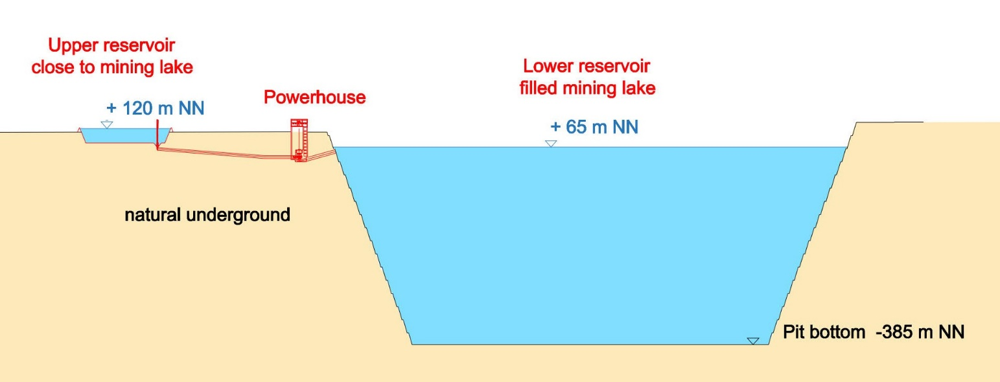 Upper reservoir
close to mining lake
+ 120 m NN
Powerhouse
Lower reservoir
filled mining lake
+ 65 m NN
natural underground
Pit bottom -385 m NN